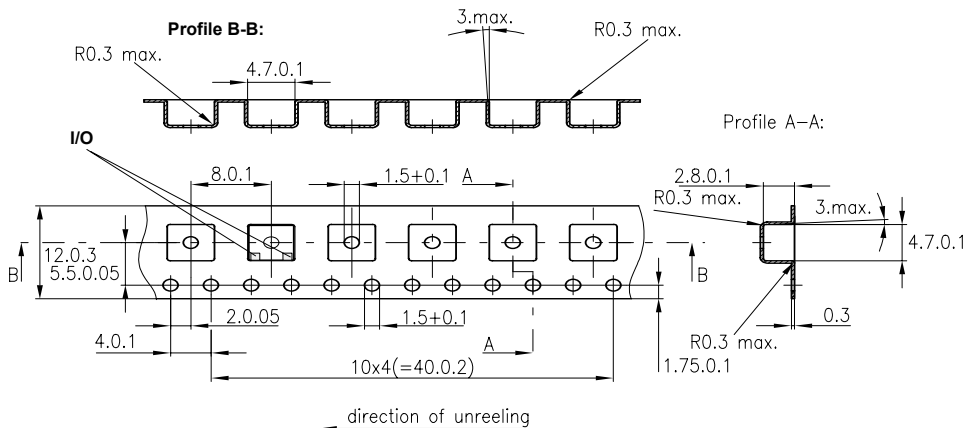 Profile B-B:
3.max.
R0.3 max.
R0.3 max.
4.7.0.1
Profile A-A:
I/O
8.0.1
1.5+0.1
A
2.8.0.1
R0.3 max.
3.max.
4.7.0.1
B
12.0.3
5.5.0.05
B
2.0.05
1.5+0.1
0.3
4.0.1
A
R0.3 max.
1.75.0.1
10x4(=40.0.2)
direction of unreeling